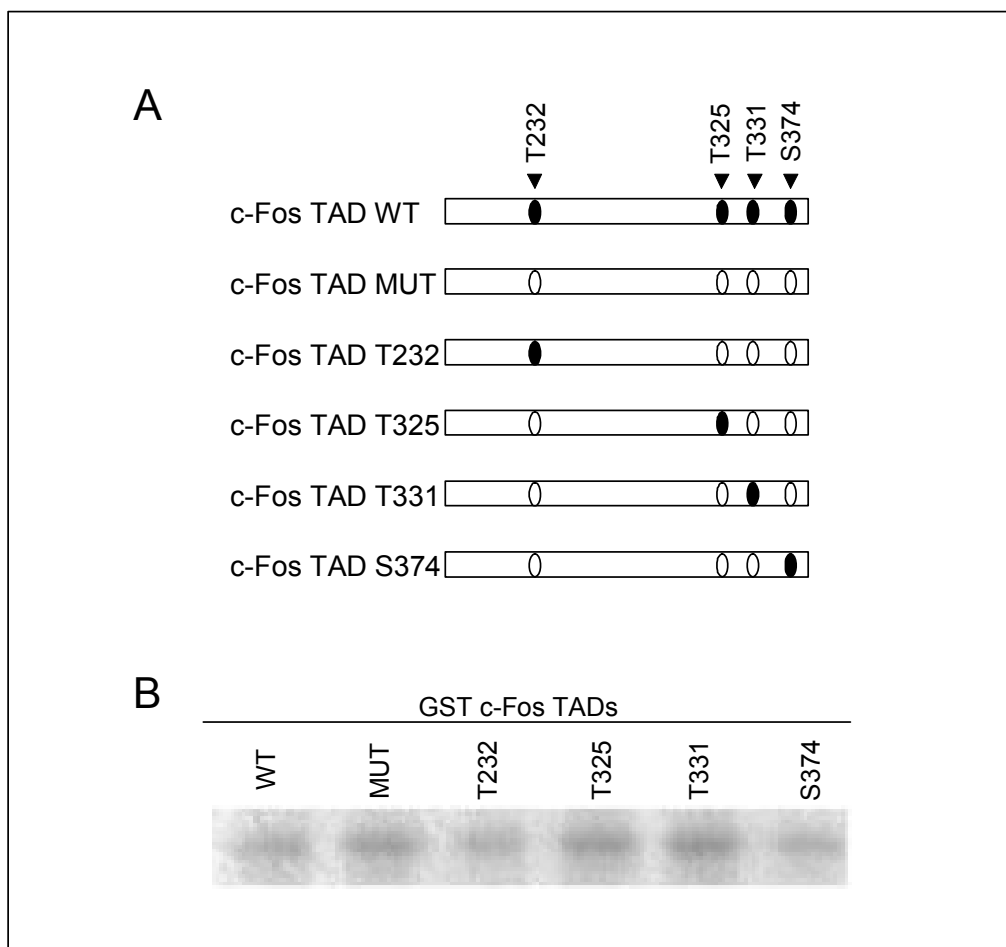 A
T232
T325
T331
S374
c-Fos TAD WT
c-Fos TAD MUT
c-Fos TAD T232
c-Fos TAD T325
c-Fos TAD T331
c-Fos TAD S374
B
GST c-Fos TADs
WT
MUT
T232
T325
T331
S374